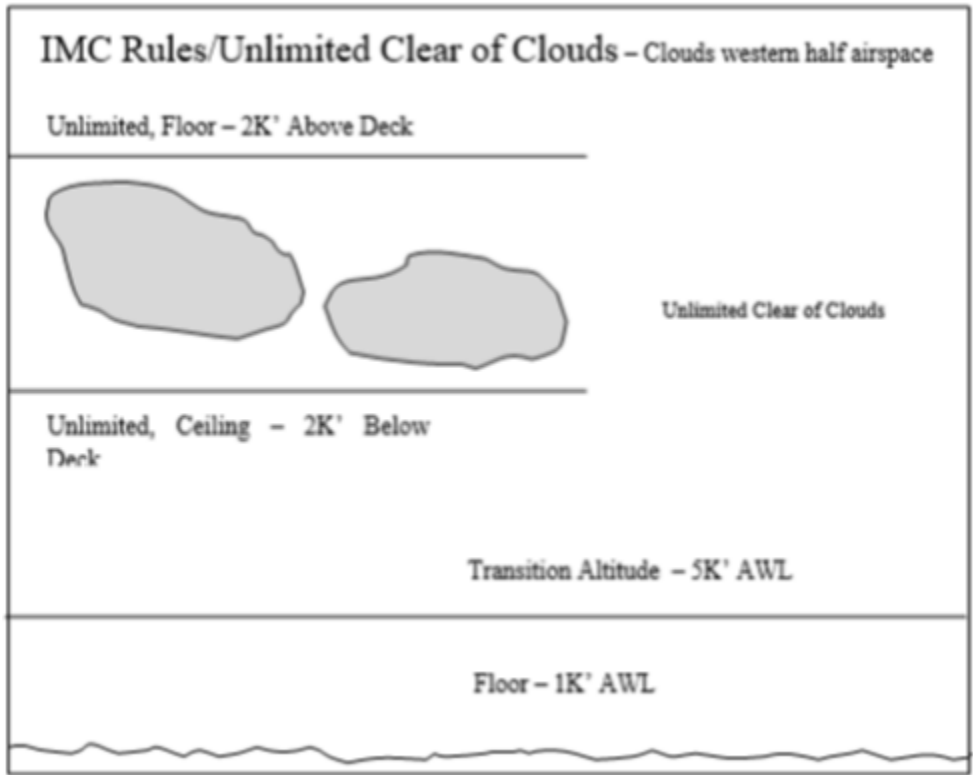 IMC Rules/Unlimited Clear of Clouds – Clouds western half airspace
Unlimited, Floor – 2K' Above Deck
Unlimited Clear of Clouds
Unlimited, Ceiling – 2K' Below
Deck
Transition Altitude – 5K' AWL
Floor – 1K' AWL